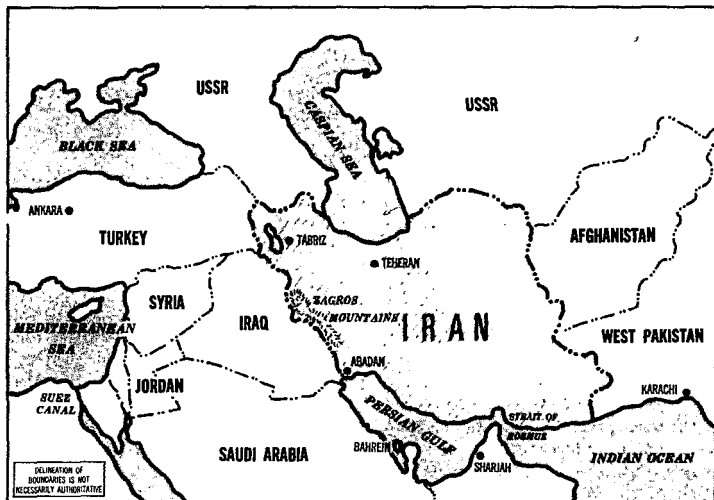 USSR
USSR
CASPIAN SEA
BLACK SEA
ANKARA
TURKEY
TABRIZ
TEHERAN
AFGHANISTAN
SYRIA
ZAGROS
MOUNTAINS
MEDITERRANEAN
SEA
IRAQ
IRAN
WEST PAKISTAN
ABADAN
JORDAN
KARACHI
SUEZ
CANAL
PERSIAN GULF
STRAIT OF
HORMUZ
SAUDI ARABIA
BAHREIN
SHARJAH
INDIAN OCEAN
DELINEATION OF
BOUNDARIES IS NOT
NECESSARILY AUTHORITATIVE